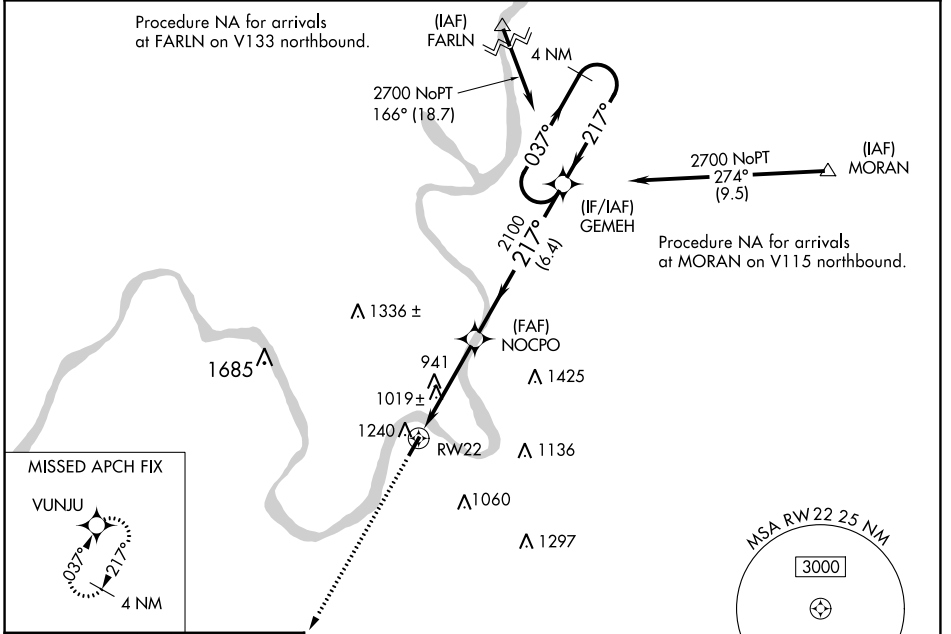 Procedure NA for arrivals
at FARLN on V133 northbound.
(IAF)
FARLN
4 NM
2700 NoPT
166° (18.7)
037°
217°
2700 NoPT
274°
(9.5)
(IAF)
MORAN
(IF/IAF)
GEMEH
2100
217°
(6.4)
Procedure NA for arrivals
at MORAN on V115 northbound.
1336 ±
(FAF)
NOCPO
1685
941
1425
1019 ±
1240
RW22
1136
MISSED APCH FIX
VUNJU
037°
217°
4 NM
1060
1297
MSA RW22 25 NM
3000